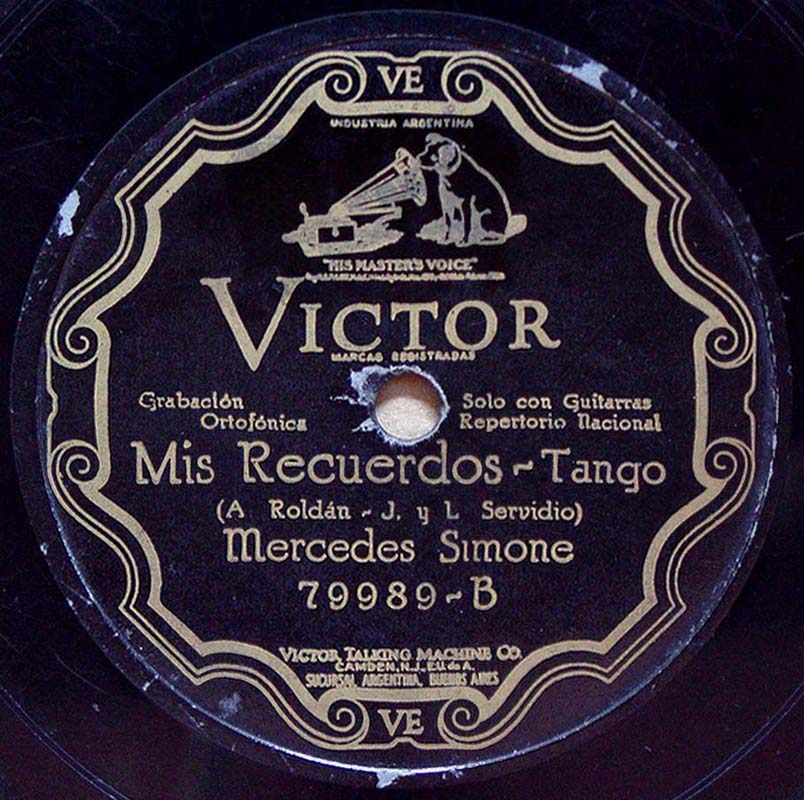 VE
INDUSTRIA ARGENTINA
"HIS MASTER'S VOICE"
VICTOR
MARCAS REGISTRADAS
Grabación
Ortofónica
Solo con Guitarras
Repertorio Nacional
Mis Recuerdos - Tango
(A Roldán - J. y L Servidio)
Mercedes Simone
79989-B
VICTOR TALKING MACHINE CO.
CAMDEN, N.J., E.U. de A.
SUCURSAL ARGENTINA, BUENOS AIRES
VE